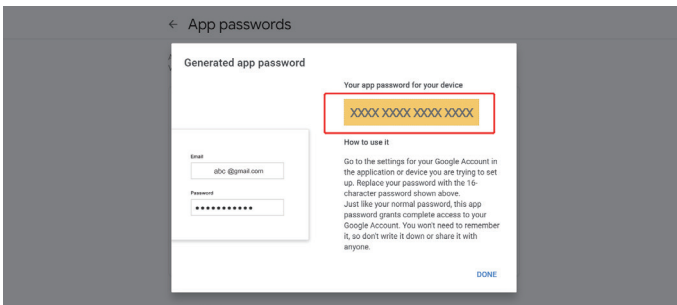 ← App passwords
Generated app password
Your app password for your device
XXXX XXXX XXXX XXXX
How to use it
Go to the settings for your Google Account in
the application or device you are trying to set
up. Replace your password with the 16-
character password shown above.
Just like your normal password, this app
password grants complete access to your
Google Account. You won't need to remember
it, so don't write it down or share it with
anyone.
Email
abc @gmail.com
Password
•••••••••••
DONE